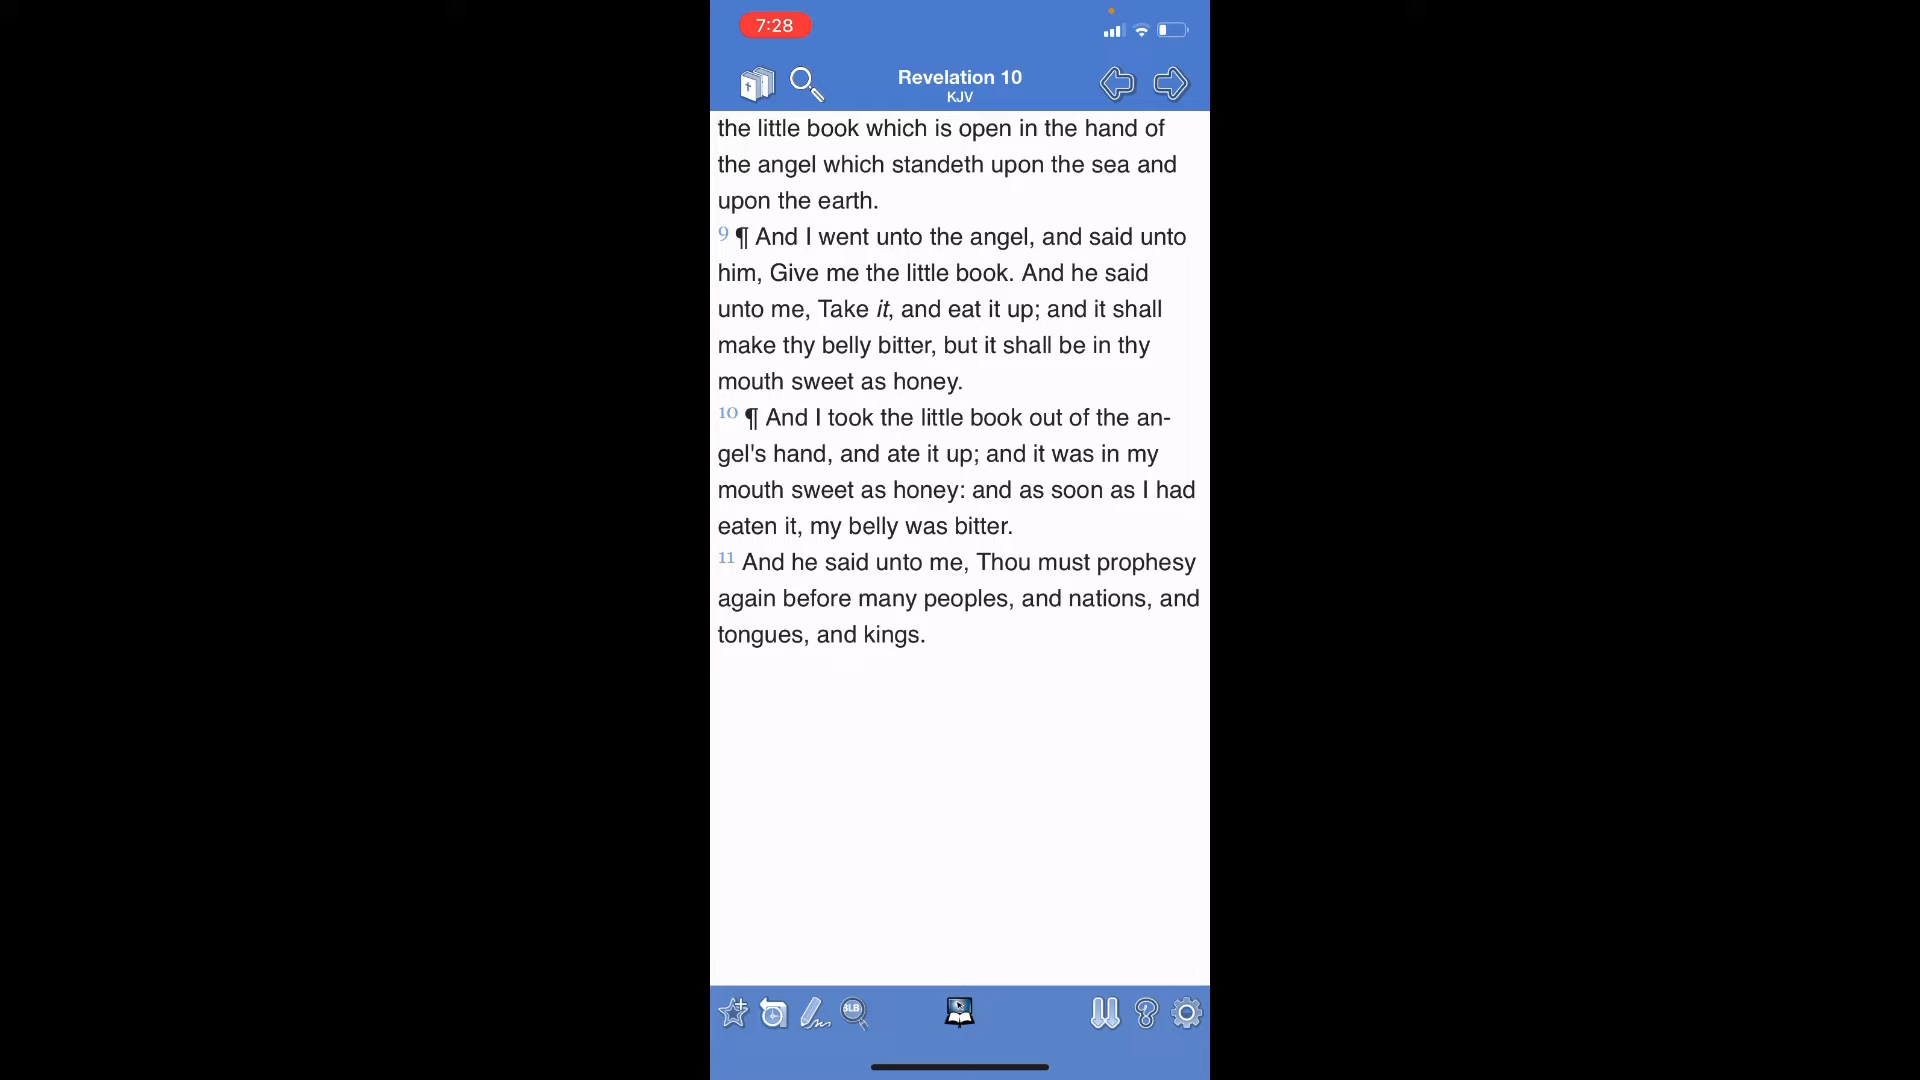 7:28
Revelation 10
KJV
the little book which is open in the hand of
the angel which standeth upon the sea and
upon the earth.
9 ¶ And I went unto the angel, and said unto
him, Give me the little book. And he said
unto me, Take it, and eat it up; and it shall
make thy belly bitter, but it shall be in thy
mouth sweet as honey.
10 ¶ And I took the little book out of the an-
gel's hand, and ate it up; and it was in my
mouth sweet as honey: and as soon as I had
eaten it, my belly was bitter.
11 And he said unto me, Thou must prophesy
again before many peoples, and nations, and
tongues, and kings.
BLB